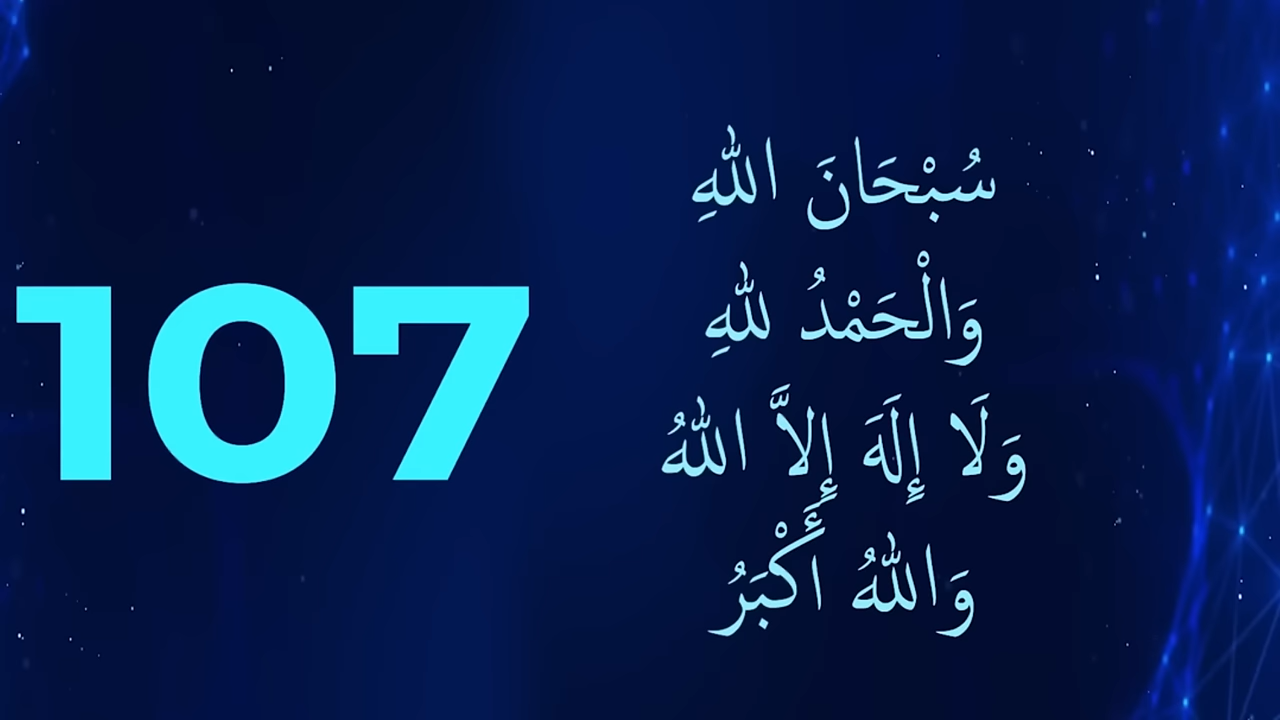 107
سُبْحَانَ اللهِ
وَالْحَمْدُ للهِ
وَلَا إِلَهَ إِلاَّ اللهُ
وَاللهُ أَكْبَرُ